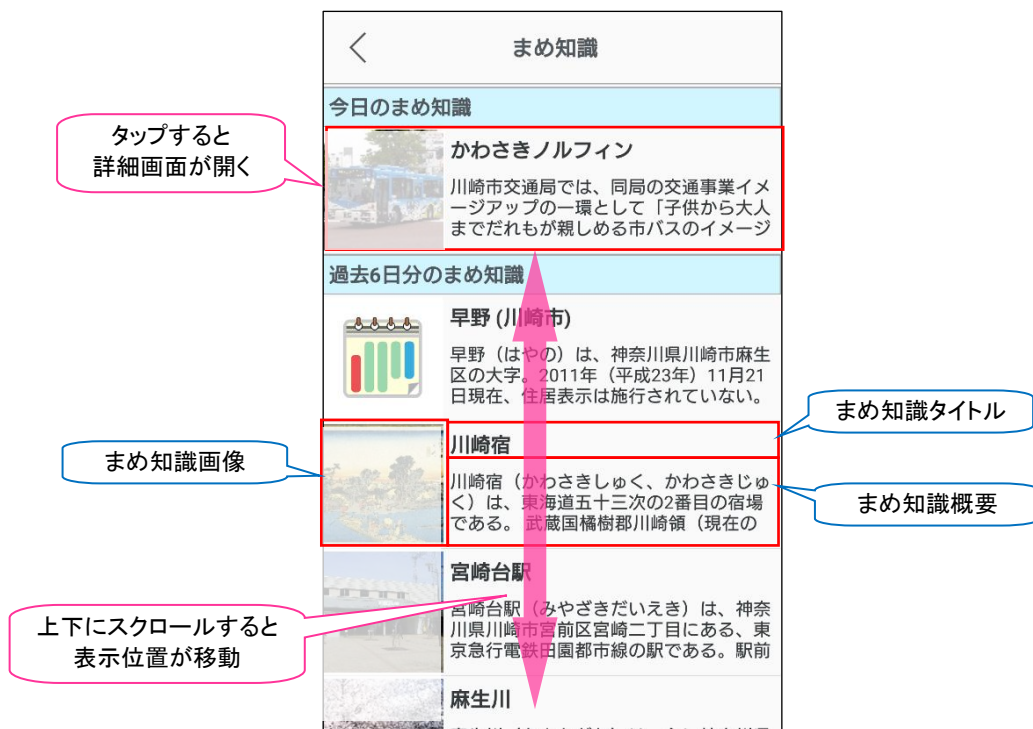 まめ知識
今日のまめ知識
タップすると
詳細画面が開く
かわさきノルフィン
川崎市交通局では、同局の交通事業イメ
ージアップの一環として「子供から大人
までだれもが親しめる市バスのイメージ
過去6日分のまめ知識
早野 (川崎市)
早野（はやの）は、神奈川県川崎市麻生
区の大字。2011年（平成23年）11月21
日現在、住居表示は施行されていない。
まめ知識タイトル
川崎宿
まめ知識画像
川崎宿（かわさきしゅく、かわさきじゅ
く）は、東海道五十三次の2番目の宿場
である。 武蔵国橘樹郡川崎領（現在の
まめ知識概要
宮崎台駅
宮崎台駅（みやざきだいえき）は、神奈
川県川崎市宮前区宮崎二丁目にある、東
京急行電鉄田園都市線の駅である。駅前
上下にスクロールすると
表示位置が移動
麻生川